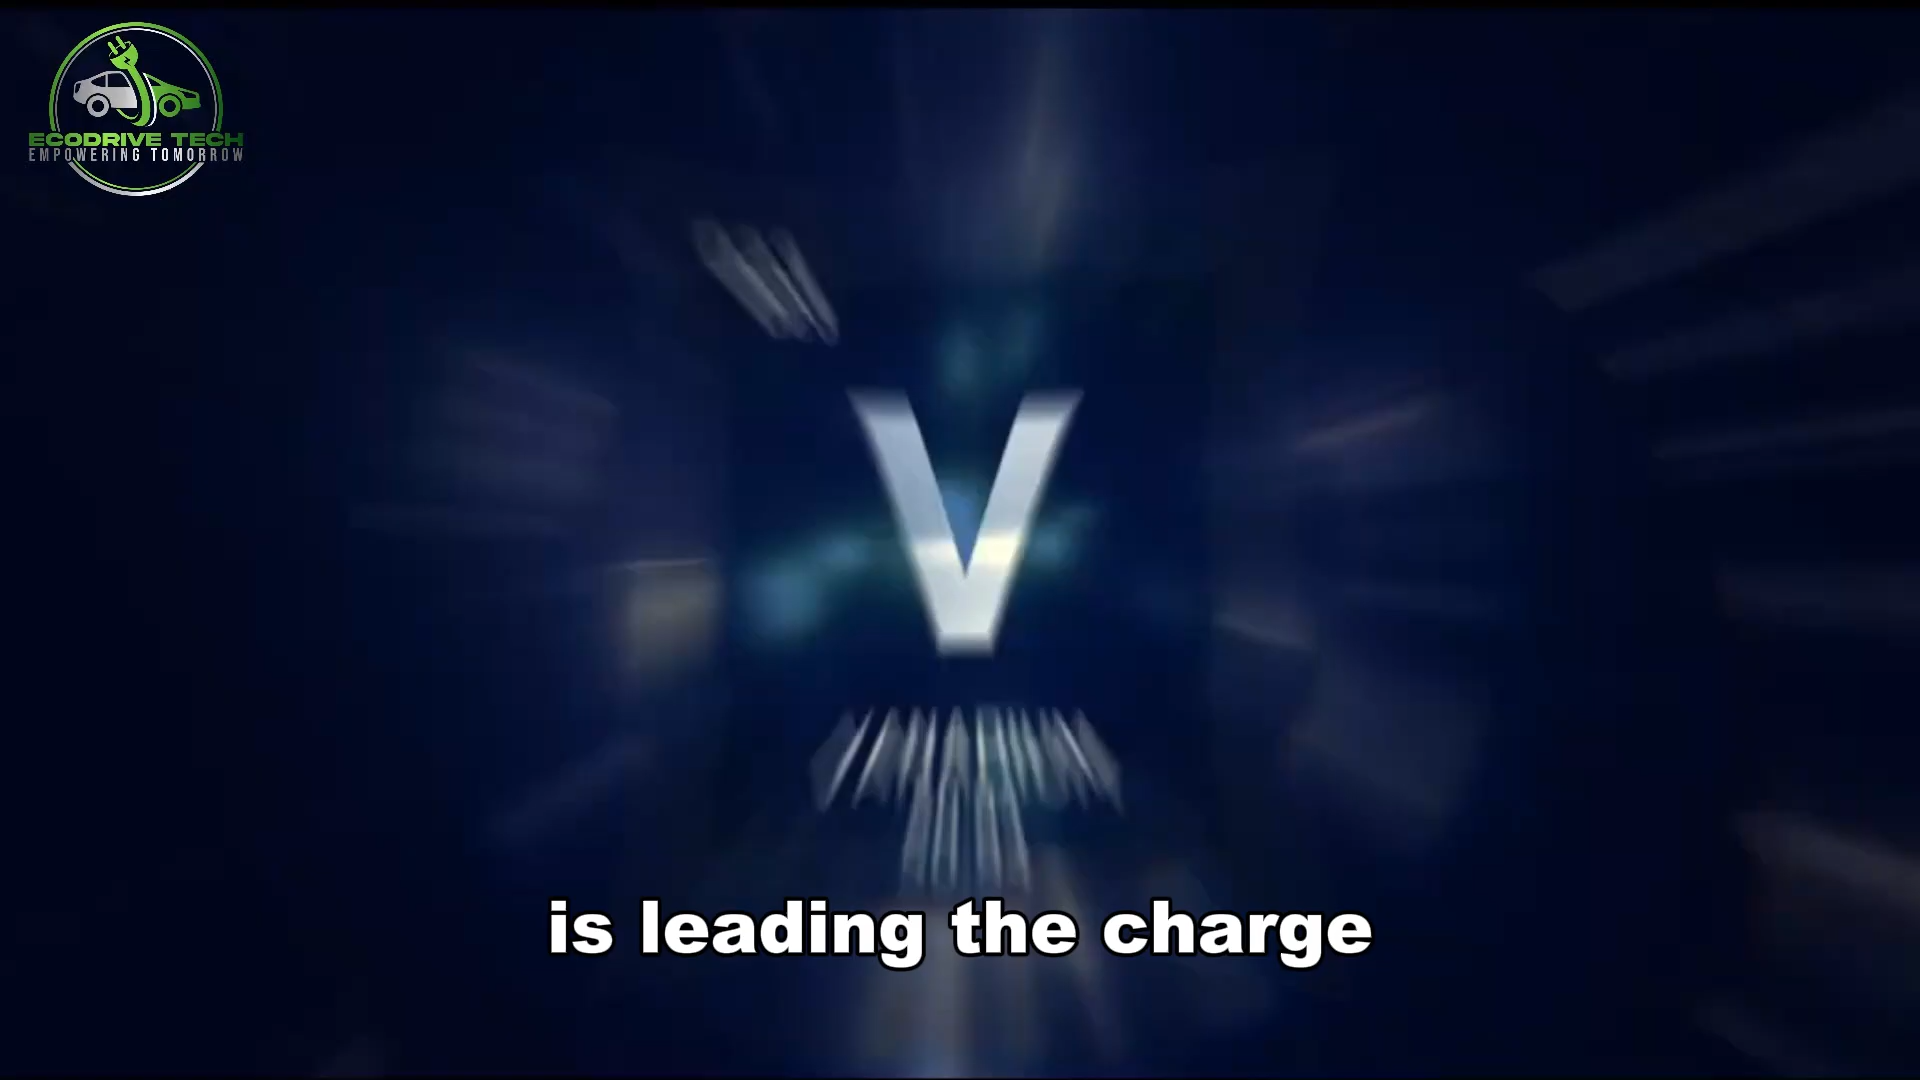 ECODRIVE TECH
EMPOWERING TOMORROW
V
is leading the charge